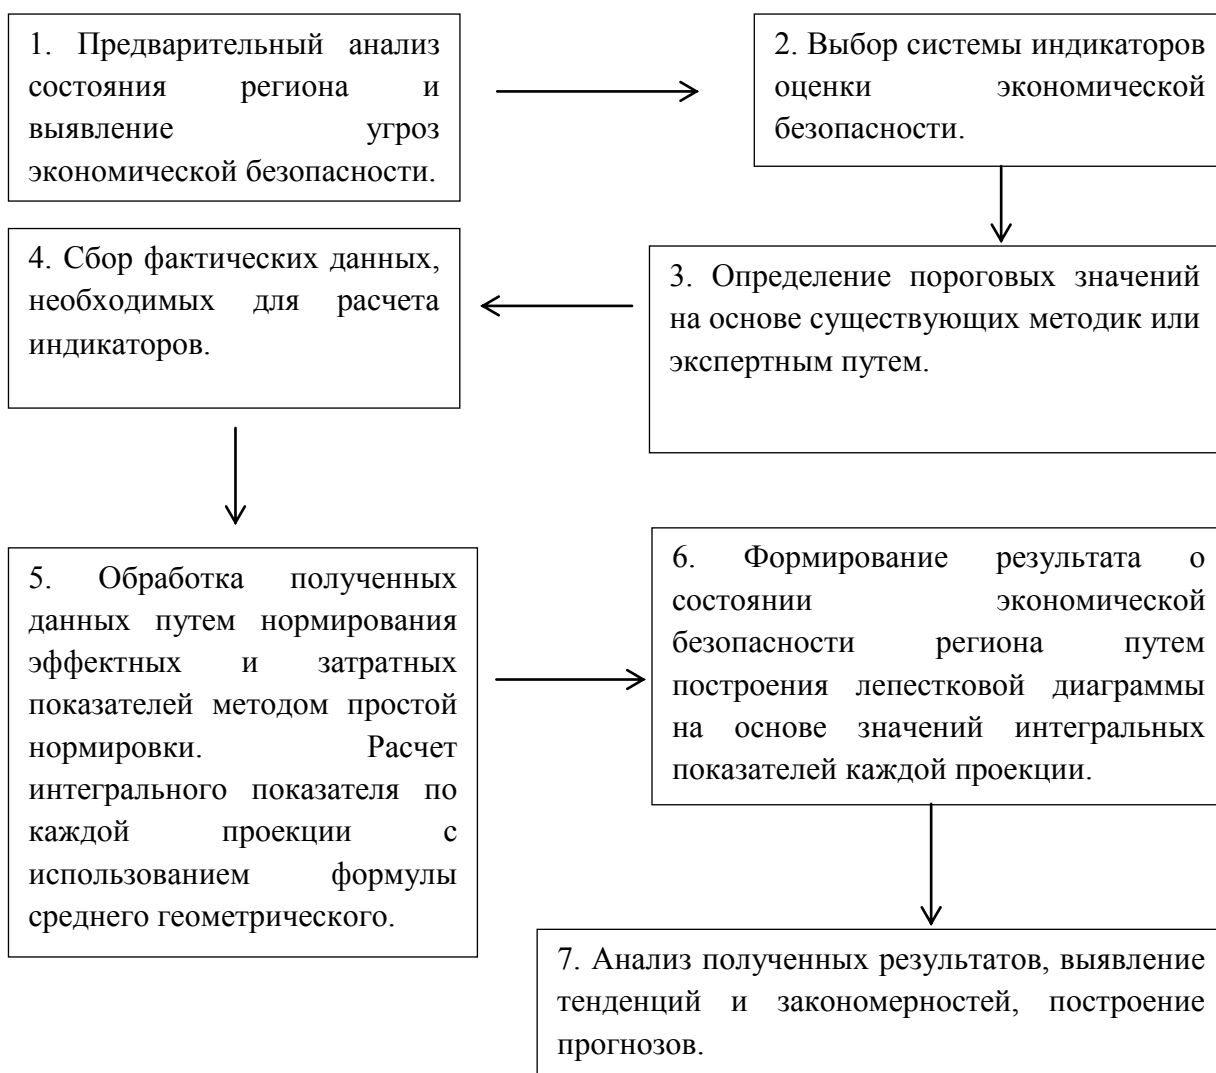 1. Предварительный анализ
состояния региона и
выявление угроз
экономической безопасности.
2. Выбор системы индикаторов
оценки экономической
безопасности.
3. Определение пороговых значений
на основе существующих методик или
экспертным путем.
4. Сбор фактических данных,
необходимых для расчета
индикаторов.
5. Обработка полученных
данных путем нормирования
эффектных и затратных
показателей методом простой
нормировки. Расчет
интегрального показателя по
каждой проекции с
использованием формулы
среднего геометрического.
6. Формирование результата о
состоянии экономической
безопасности региона путем
построения лепестковой диаграммы
на основе значений интегральных
показателей каждой проекции.
7. Анализ полученных результатов, выявление
тенденций и закономерностей, построение
прогнозов.